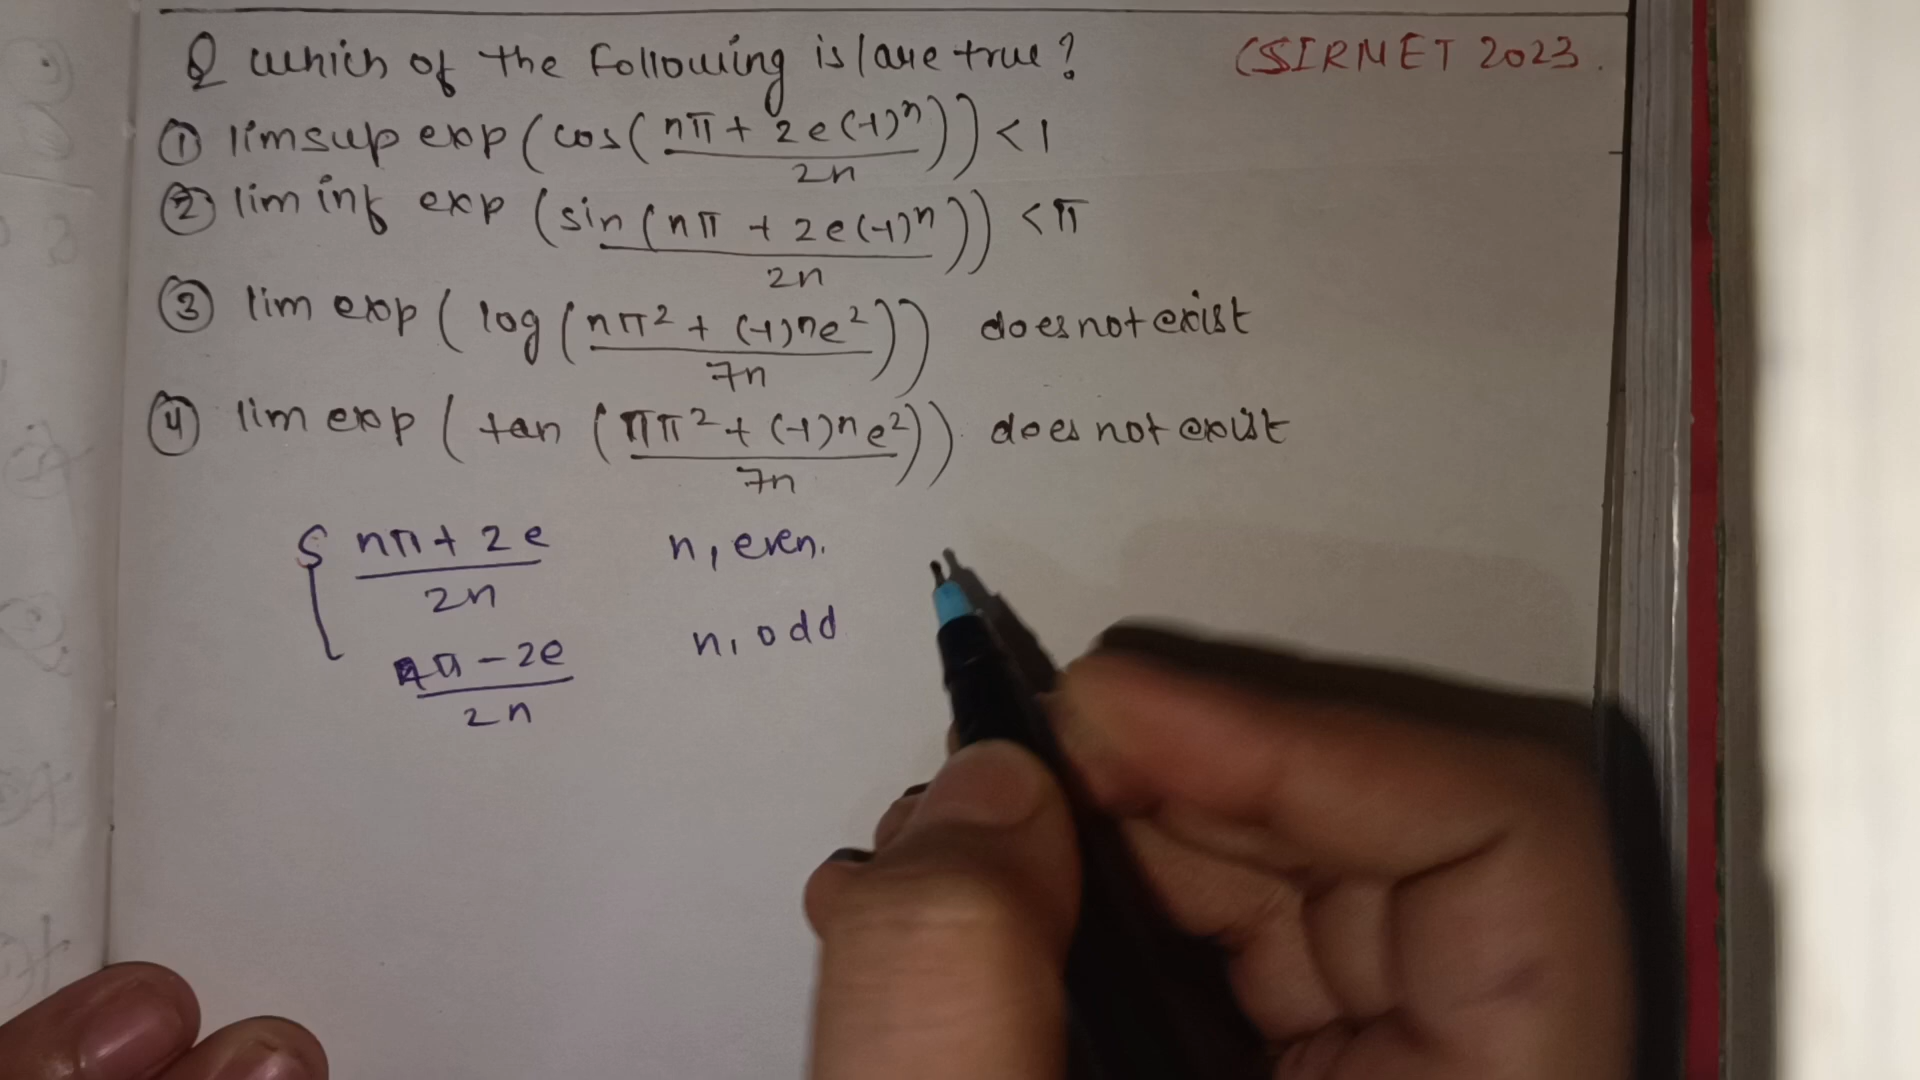 Q which of the following is/are true? CSIRNET 2023.
① limsup exp(cos(nπ + 2e(-1)ⁿ/2n)) < 1
② lim inf exp (sin(nπ + 2e(-1)ⁿ/2n)) < π
③ lim exp (log(nπ² + (-1)ⁿe²/7n)) does not exist
④ lim exp (tan (nπ² + (-1)ⁿe²/7n)). does not exist
{ nπ + 2e/2n n, even.
nπ - 2e/2n n, odd